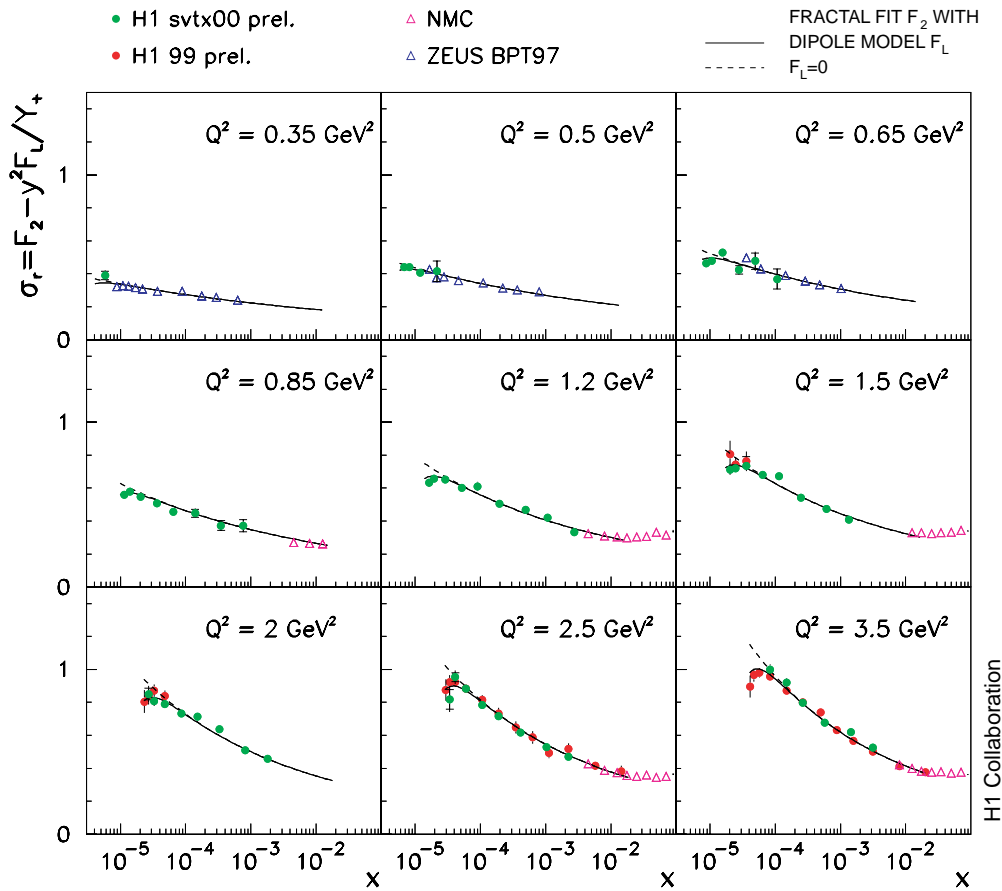 H1 svtx00 prel.
H1 99 prel.
NMC
ZEUS BPT97
FRACTAL FIT F₂ WITH
DIPOLE MODEL F_L
F_L=0
σ_r=F₂−y²F_L/Y₊
Q² = 0.35 GeV²
Q² = 0.5 GeV²
Q² = 0.65 GeV²
1
0
Q² = 0.85 GeV²
Q² = 1.2 GeV²
Q² = 1.5 GeV²
1
0
Q² = 2 GeV²
Q² = 2.5 GeV²
Q² = 3.5 GeV²
1
0
10⁻⁵ 10⁻⁴ 10⁻³ 10⁻² 10⁻⁵ 10⁻⁴ 10⁻³ 10⁻² 10⁻⁵ 10⁻⁴ 10⁻³ 10⁻²
x x x
H1 Collaboration